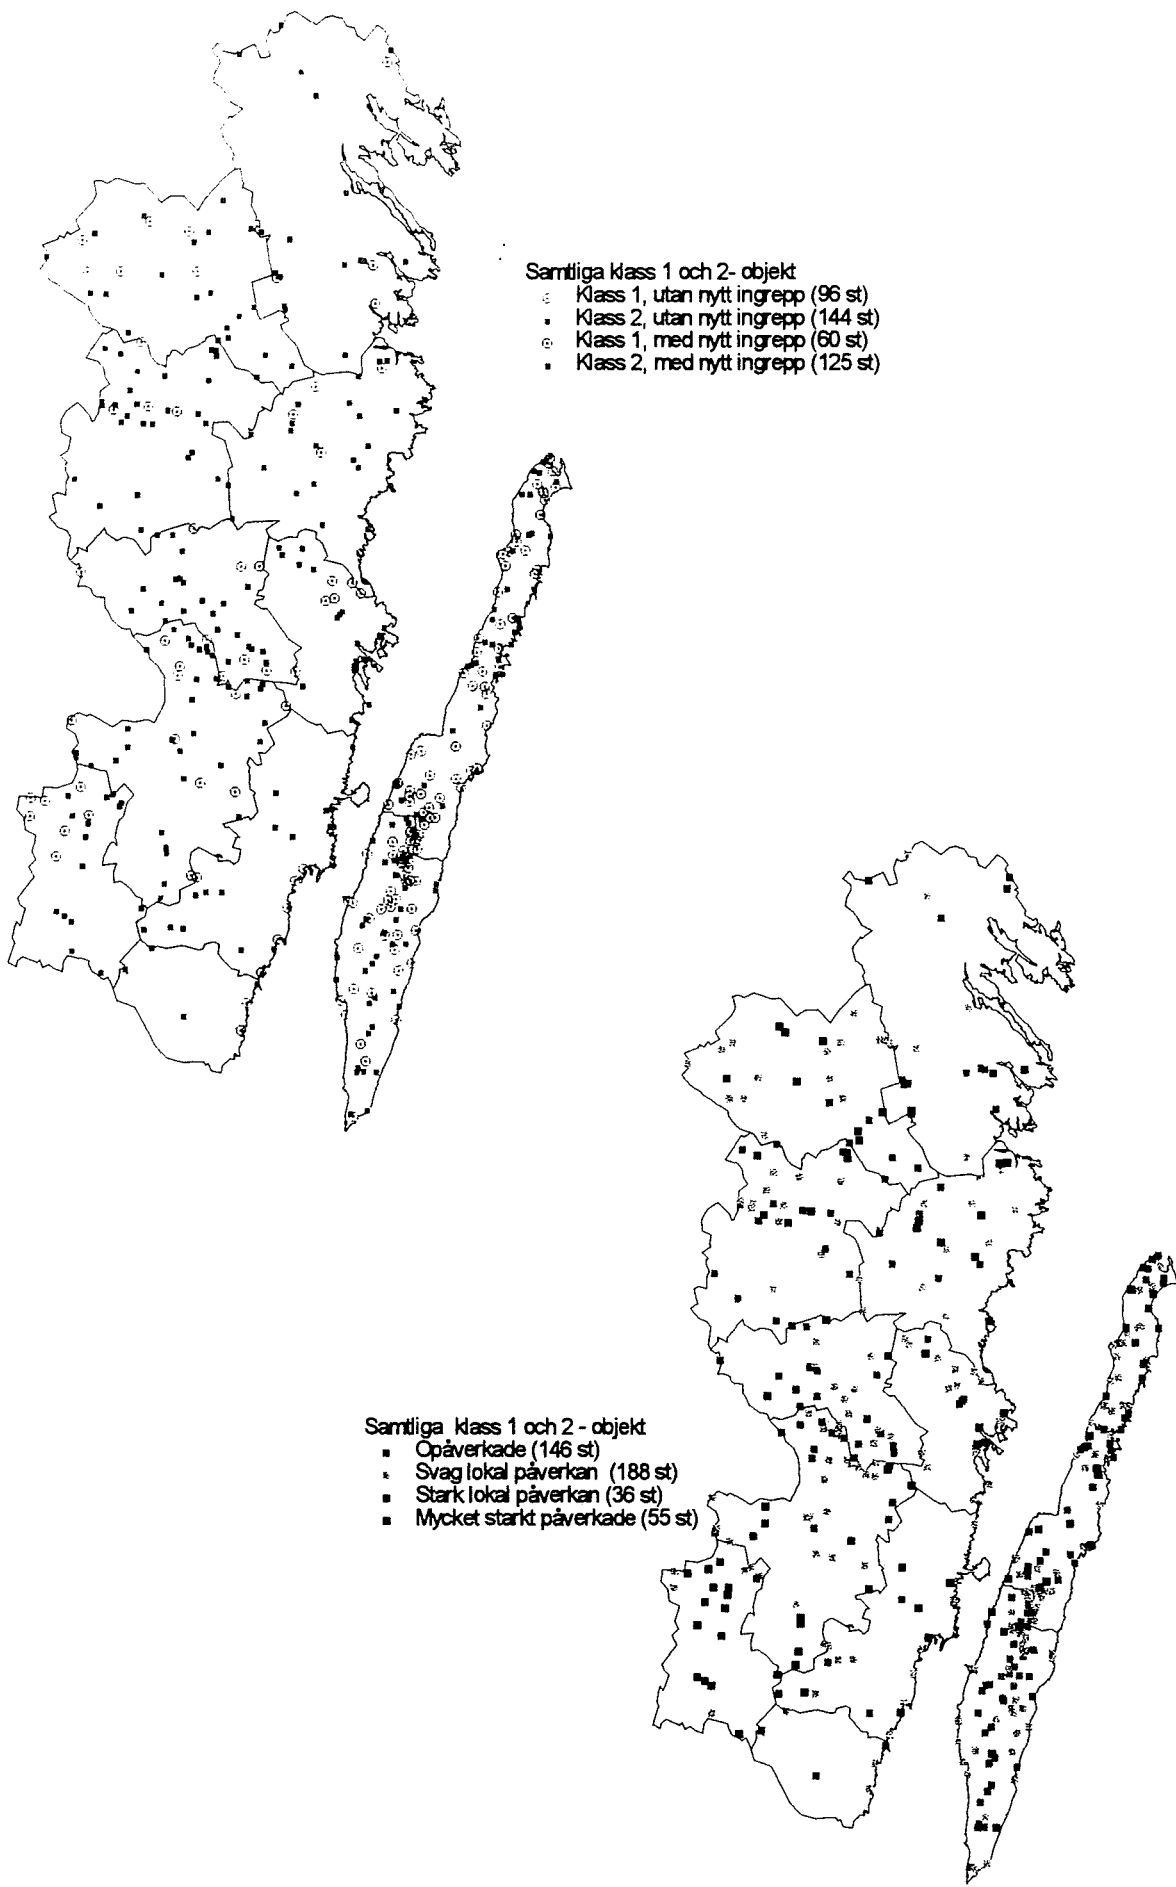 Samtliga klass 1 och 2- objekt
Klass 1, utan nytt ingrepp (96 st)
Klass 2, utan nytt ingrepp (144 st)
Klass 1, med nytt ingrepp (60 st)
Klass 2, med nytt ingrepp (125 st)
Samtliga klass 1 och 2 - objekt
Opåverkade (146 st)
Svag lokal påverkan (188 st)
Stark lokal påverkan (36 st)
Mycket starkt påverkade (55 st)